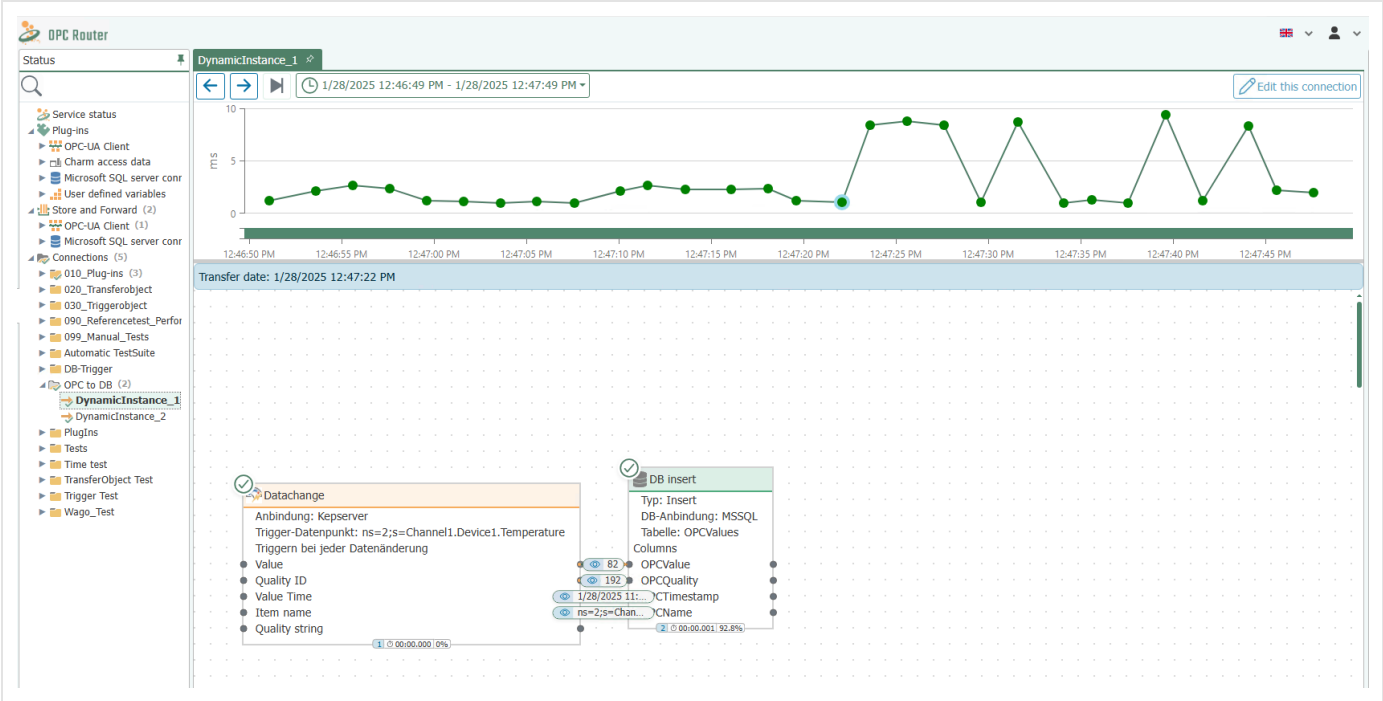 OPC Router
Status
DynamicInstance_1
1/28/2025 12:46:49 PM - 1/28/2025 12:47:49 PM
Edit this connection
Service status
Plug-ins
OPC-UA Client
Charm access data
Microsoft SQL server conr
User defined variables
Store and Forward (2)
OPC-UA Client (1)
Microsoft SQL server conr
Connections (5)
010_Plug-ins (3)
020_Transferobject
030_Triggerobject
090_Referencetest_Perfor
099_Manual_Tests
Automatic TestSuite
DB-Trigger
OPC to DB (2)
DynamicInstance_1
DynamicInstance_2
PlugIns
Tests
Time test
TransferObject Test
Trigger Test
Wago_Test
10
5
0
ms
12:46:50 PM 12:46:55 PM 12:47:00 PM 12:47:05 PM 12:47:10 PM 12:47:15 PM 12:47:20 PM 12:47:25 PM 12:47:30 PM 12:47:35 PM 12:47:40 PM 12:47:45 PM
Transfer date: 1/28/2025 12:47:22 PM
Datachange
Anbindung: Kepserver
Trigger-Datenpunkt: ns=2;s=Channel1.Device1.Temperature
Triggern bei jeder Datenänderung
Value
Quality ID
Value Time
Item name
Quality string
1 00:00.000 0%
82
192
1/28/2025 11:...
ns=2;s=Chan...
DB insert
Typ: Insert
DB-Anbindung: MSSQL
Tabelle: OPCValues
Columns
OPCValue
OPCQuality
PCTimestamp
PCName
2 00:00.001 92.8%